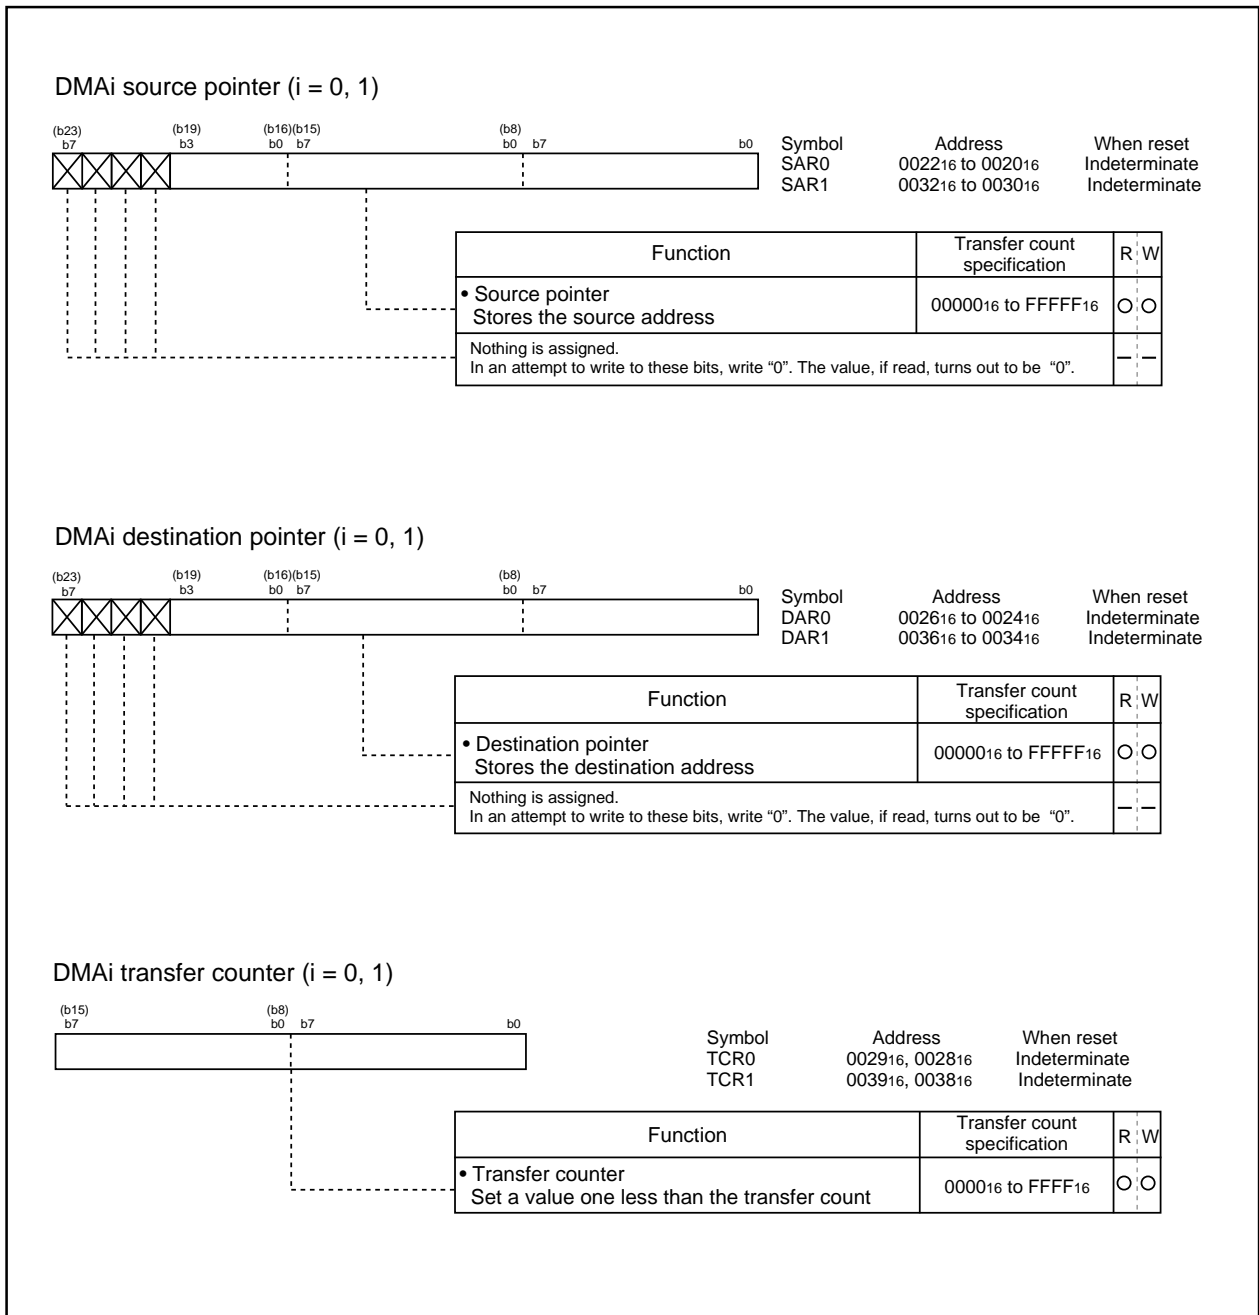 DMAi source pointer (i = 0, 1)
(b23) (b19) (b16)(b15) (b8)
b7 b3 b0 b7 b0 b7 b0
Symbol Address When reset
SAR0 002216 to 002016 Indeterminate
SAR1 003216 to 003016 Indeterminate
Function Transfer count specification R W
• Source pointer
Stores the source address 0000016 to FFFFF16
Nothing is assigned.
In an attempt to write to these bits, write “0”. The value, if read, turns out to be “0”.
DMAi destination pointer (i = 0, 1)
(b23) (b19) (b16)(b15) (b8)
b7 b3 b0 b7 b0 b7 b0
Symbol Address When reset
DAR0 002616 to 002416 Indeterminate
DAR1 003616 to 003416 Indeterminate
Function Transfer count specification R W
• Destination pointer
Stores the destination address 0000016 to FFFFF16
Nothing is assigned.
In an attempt to write to these bits, write “0”. The value, if read, turns out to be “0”.
DMAi transfer counter (i = 0, 1)
(b15) (b8)
b7 b0 b7 b0
Symbol Address When reset
TCR0 002916, 002816 Indeterminate
TCR1 003916, 003816 Indeterminate
Function Transfer count specification R W
• Transfer counter
Set a value one less than the transfer count 000016 to FFFF16